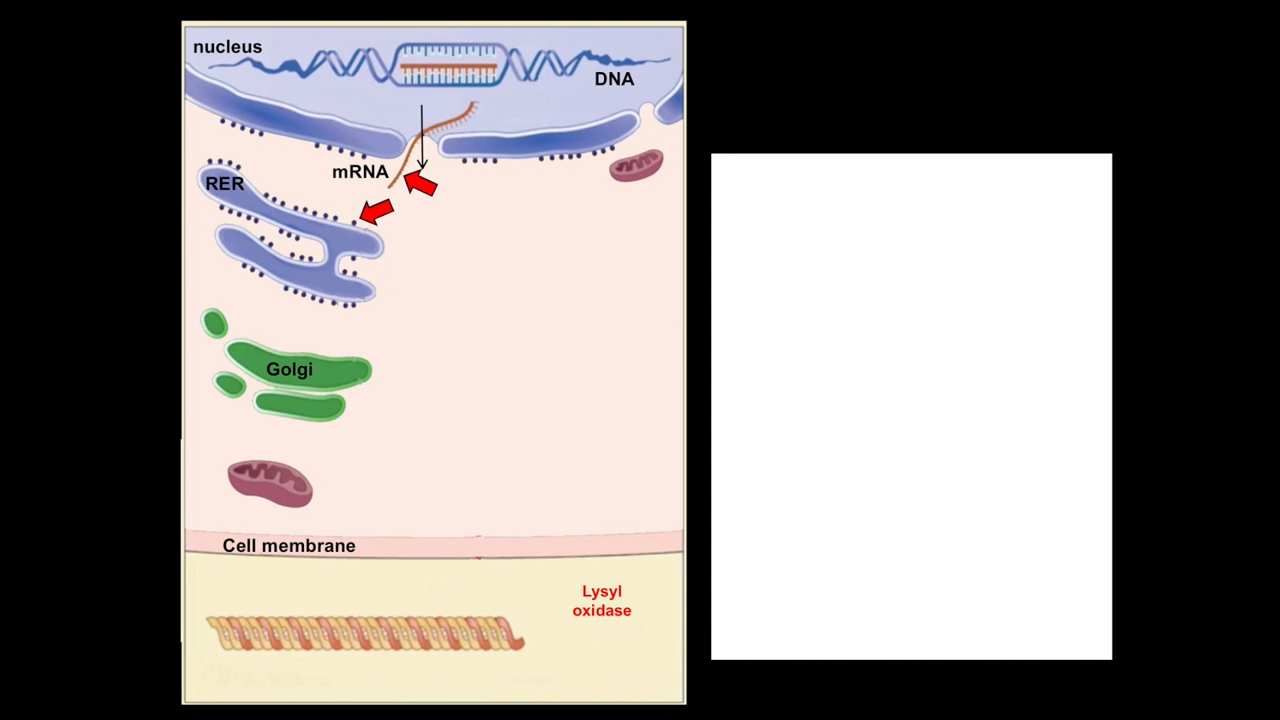 nucleus
DNA
mRNA
RER
Golgi
Cell membrane
Lysyl
oxidase